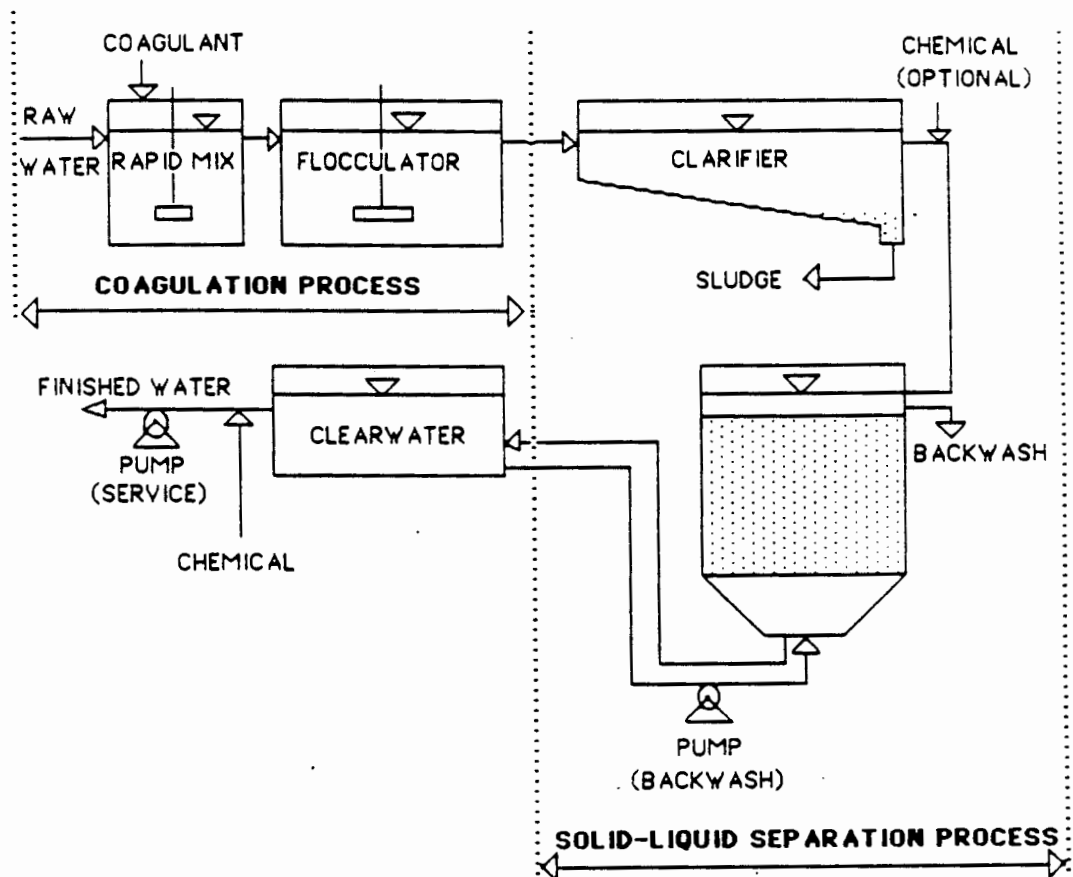 COAGULANT
CHEMICAL
(OPTIONAL)
RAW
WATER
RAPID MIX
FLOCCULATOR
CLARIFIER
SLUDGE
COAGULATION PROCESS
FINISHED WATER
CLEARWATER
PUMP
(SERVICE)
CHEMICAL
BACKWASH
PUMP
(BACKWASH)
SOLID-LIQUID SEPARATION PROCESS